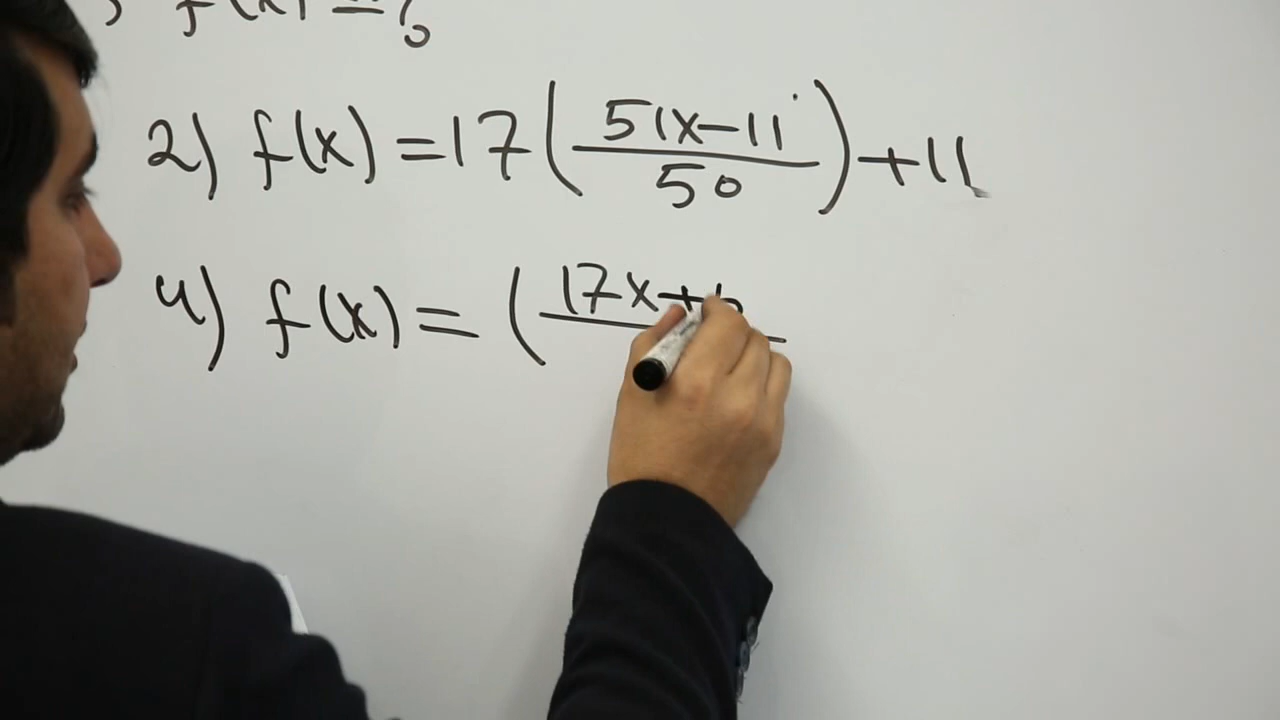 f(x) = ?
2) f(x) = 17 ( 51x-11 / 50 ) + 11
4) f(x) = ( 17x+